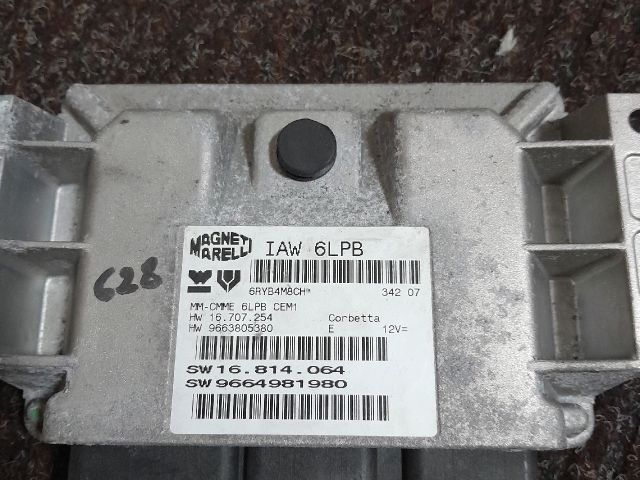 MAGNETI
MARELLI
IAW 6LPB
6RYB4M8CH*
342 07
MM-CMME 6LPB CEM1
HW 16.707.254 Corbetta
HW 9663805380 E 12V=
SW16.814.064
SW9664981980
628